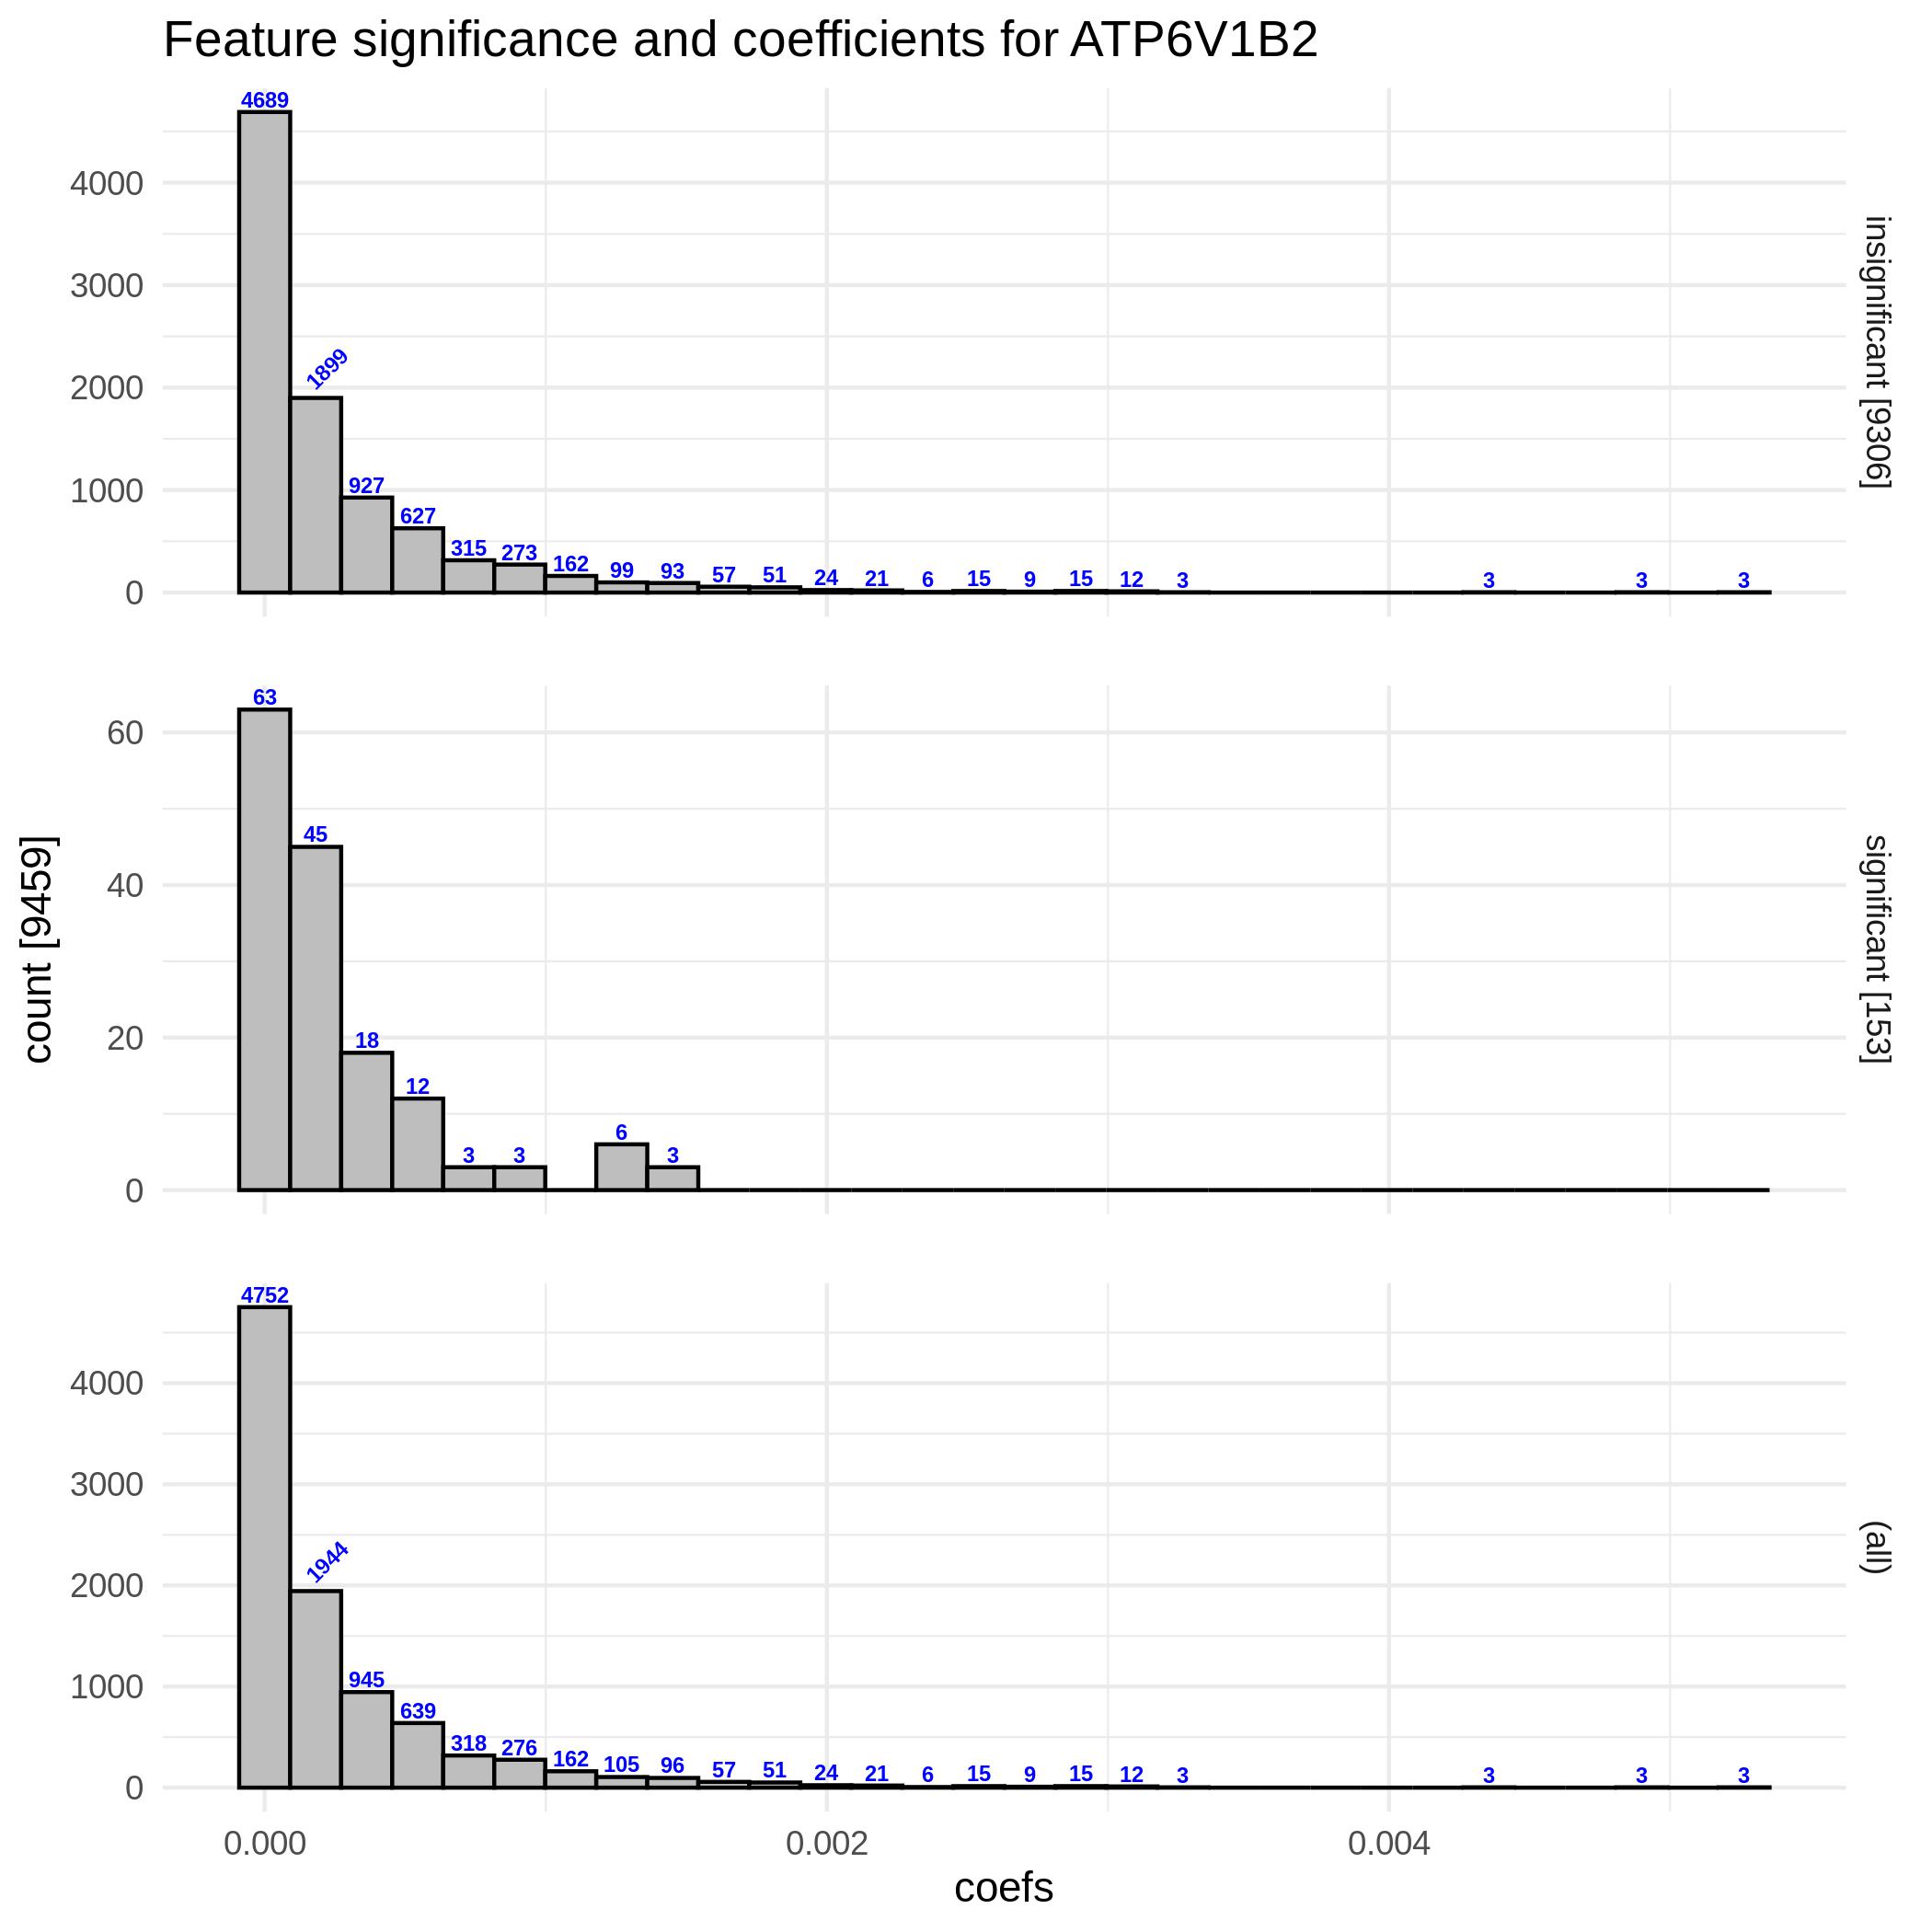 Feature significance and coefficients for ATP6V1B2
4689
4000
3000
2000
1000
0
1899
927
627
315 273 162 99 93 57 51 24 21 6 15 9 15 12 3 3 3 3
insignificant [9306]
63
60
40
20
0
45
18
12
3 3 6 3
significant [153]
count [9459]
4752
4000
3000
2000
1000
0
1944
945
639
318 276 162 105 96 57 51 24 21 6 15 9 15 12 3 3 3 3
(all)
0.000 0.002 0.004
coefs